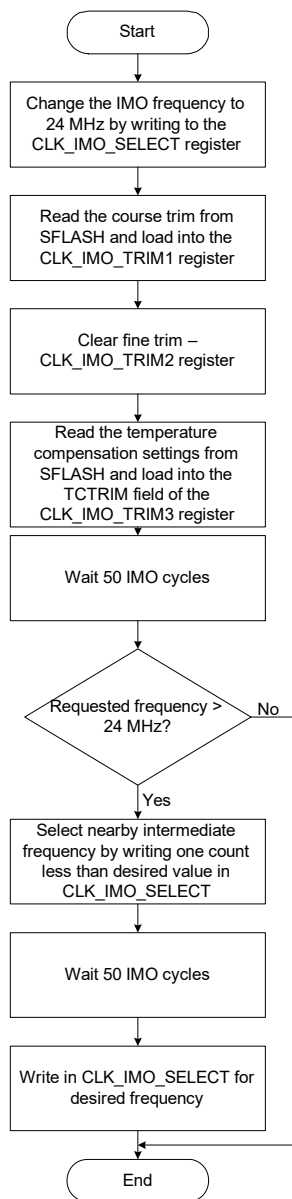 Start
Change the IMO frequency to
24 MHz by writing to the
CLK_IMO_SELECT register
Read the course trim from
SFLASH and load into the
CLK_IMO_TRIM1 register
Clear fine trim –
CLK_IMO_TRIM2 register
Read the temperature
compensation settings from
SFLASH and load into the
TCTRIM field of the
CLK_IMO_TRIM3 register
Wait 50 IMO cycles
Requested frequency >
24 MHz?
No
Yes
Select nearby intermediate
frequency by writing one count
less than desired value in
CLK_IMO_SELECT
Wait 50 IMO cycles
Write in CLK_IMO_SELECT for
desired frequency
End